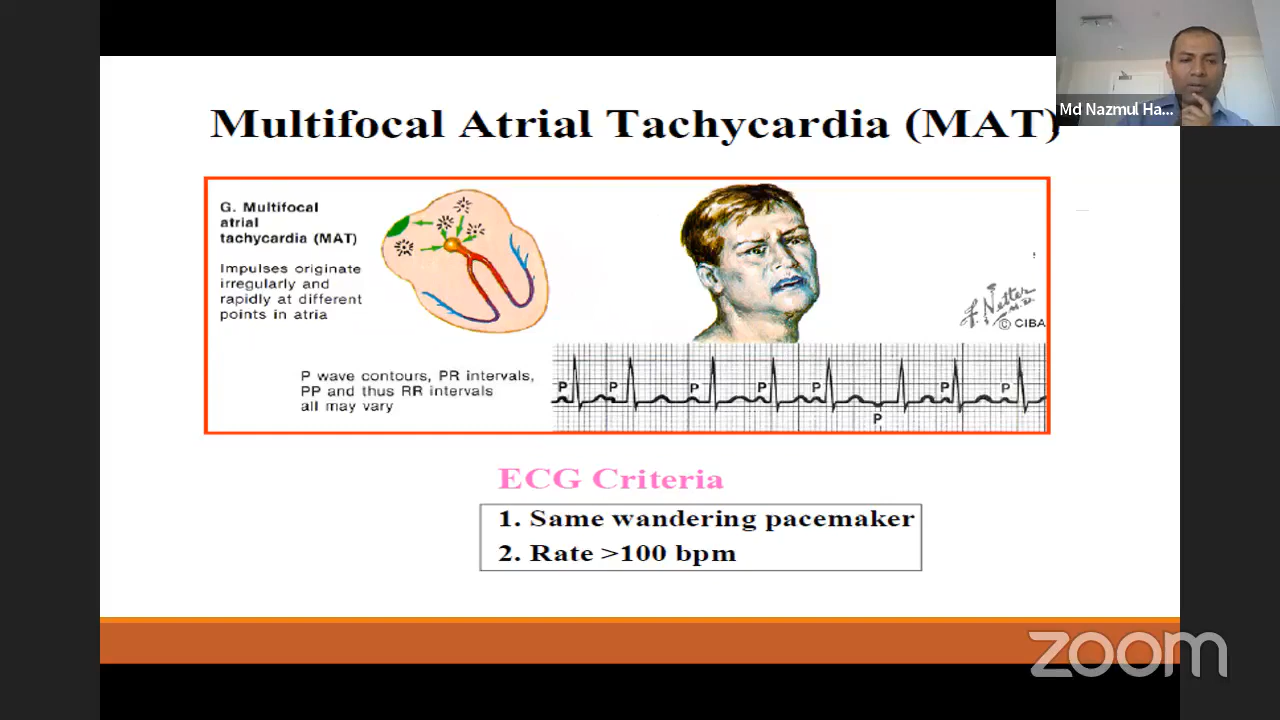 Md Nazmul Ha...
Multifocal Atrial Tachycardia (MAT)
G. Multifocal
atrial
tachycardia (MAT)
Impulses originate
irregularly and
rapidly at different
points in atria
F. Netter
© CIBA
P wave contours, PR intervals,
PP and thus RR intervals
all may vary
P P P P P P P
P
ECG Criteria
1. Same wandering pacemaker
2. Rate >100 bpm
zoom